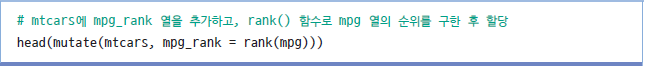 # mtcars에 mpg_rank 열을 추가하고, rank() 함수로 mpg 열의 순위를 구한 후 할당
head(mutate(mtcars, mpg_rank = rank(mpg)))